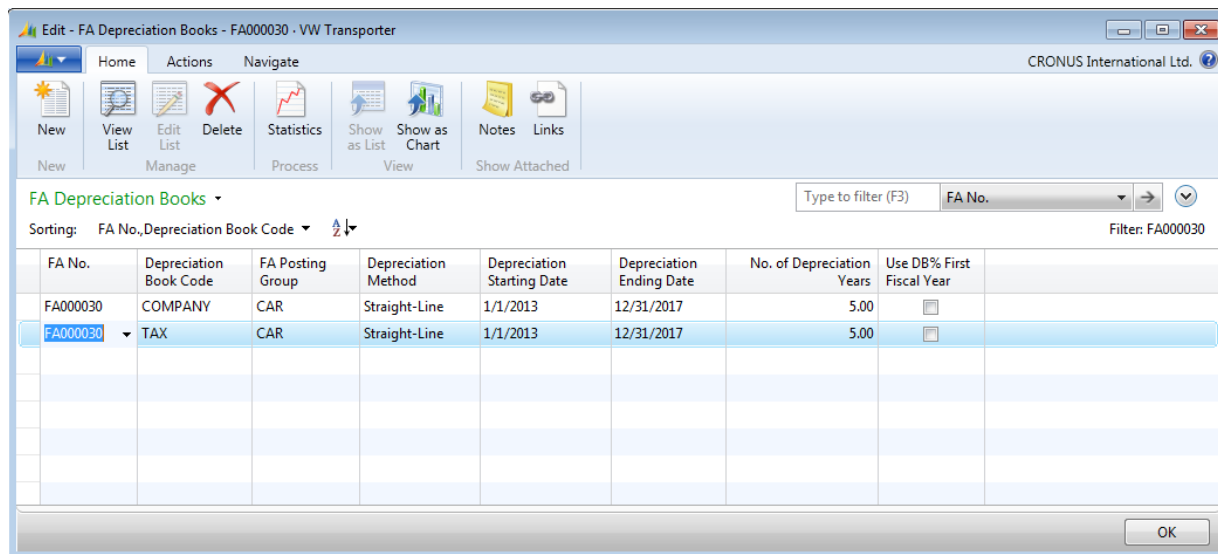 Edit - FA Depreciation Books - FA000030 · VW Transporter
Home Actions Navigate CRONUS International Ltd.
New View List Edit List Delete Statistics Show as List Show as Chart Notes Links
New Manage Process View Show Attached
FA Depreciation Books Type to filter (F3) FA No.
Sorting: FA No.,Depreciation Book Code Filter: FA000030
FA No. Depreciation Book Code FA Posting Group Depreciation Method Depreciation Starting Date Depreciation Ending Date No. of Depreciation Years Use DB% First Fiscal Year
FA000030 COMPANY CAR Straight-Line 1/1/2013 12/31/2017 5.00
FA000030 TAX CAR Straight-Line 1/1/2013 12/31/2017 5.00
OK